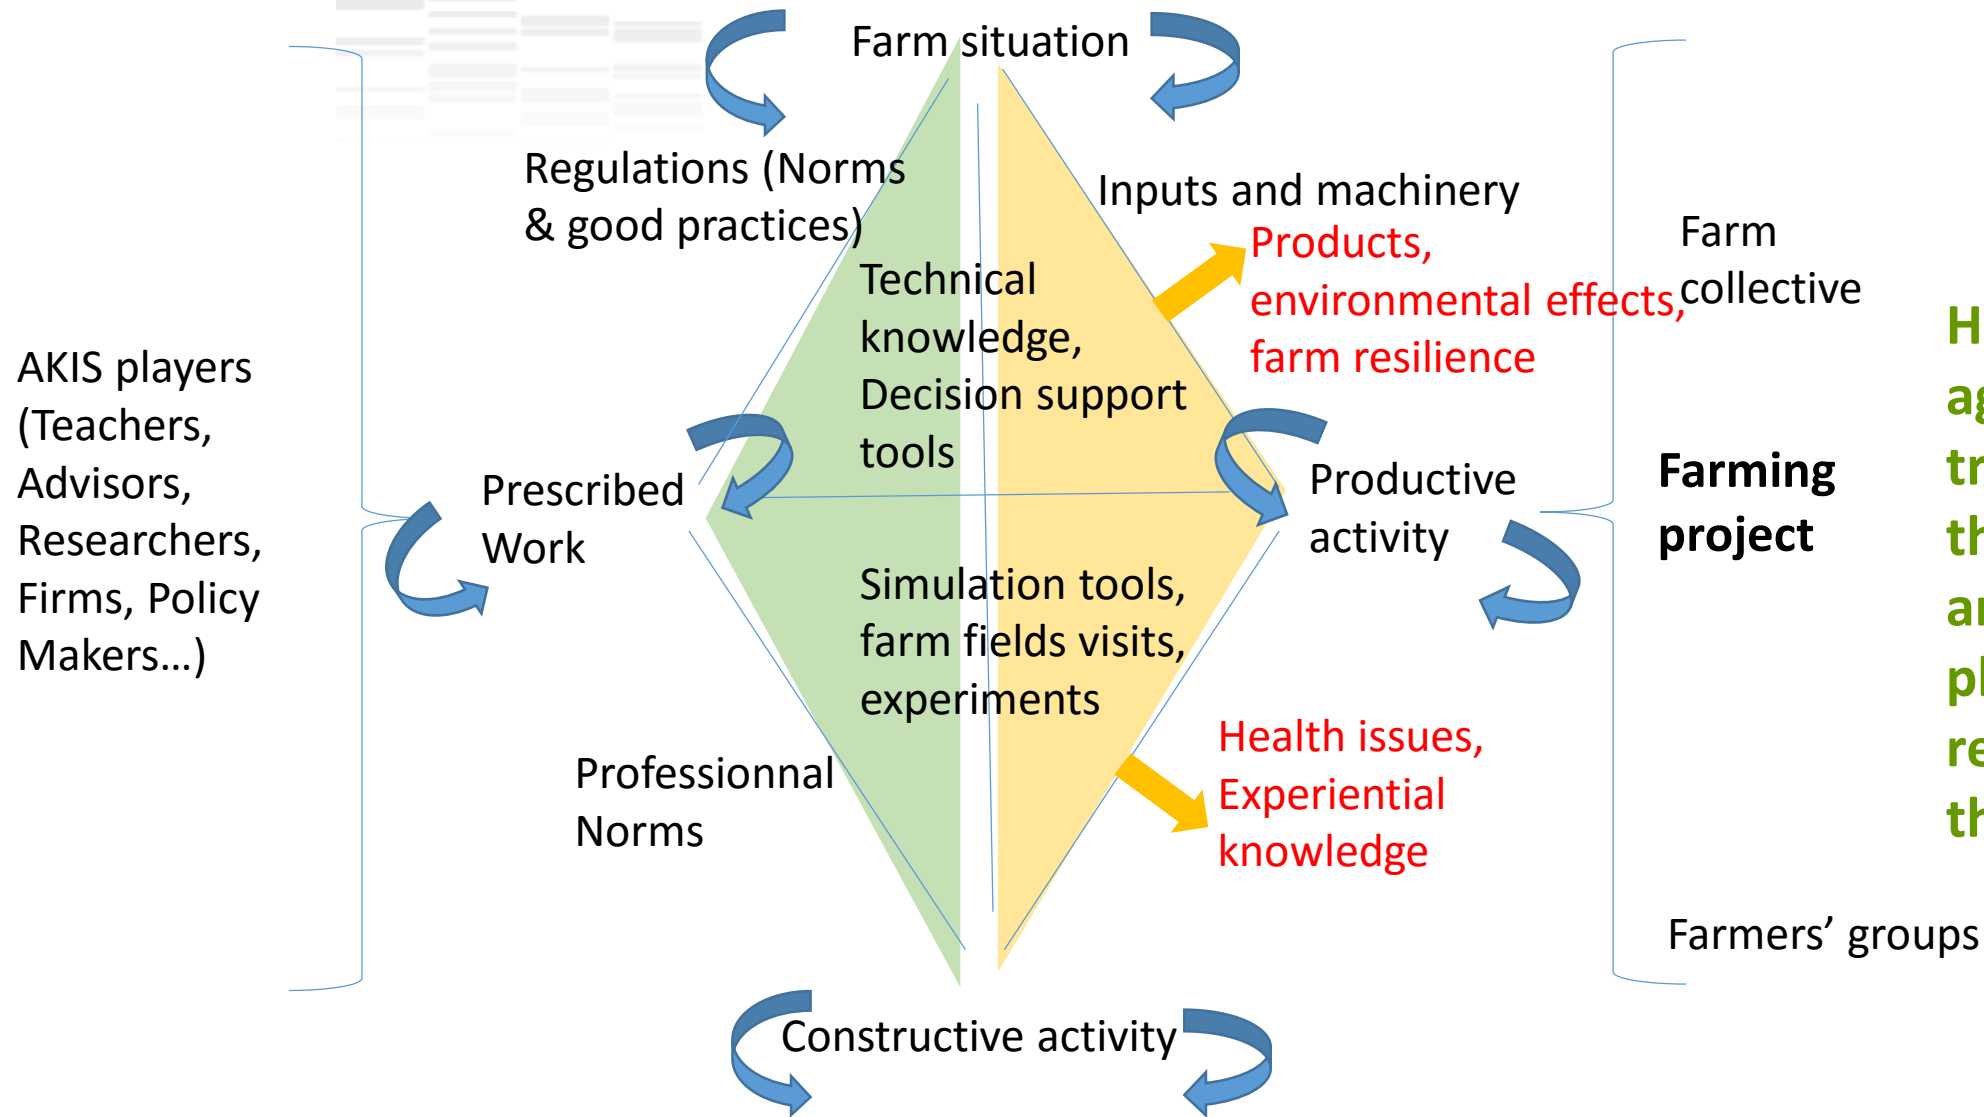 Farm situation
Regulations (Norms
& good practices)
Inputs and machinery
Products,
environmental effects,
farm resilience
Farm
collective
Technical
knowledge,
Decision support
tools
AKIS players
(Teachers,
Advisors,
Researchers,
Firms, Policy
Makers...)
Prescribed
Work
Productive
activity
Farming
project
Simulation tools,
farm fields visits,
experiments
Professionnal
Norms
Health issues,
Experiential
knowledge
Farmers’ groups
Constructive activity